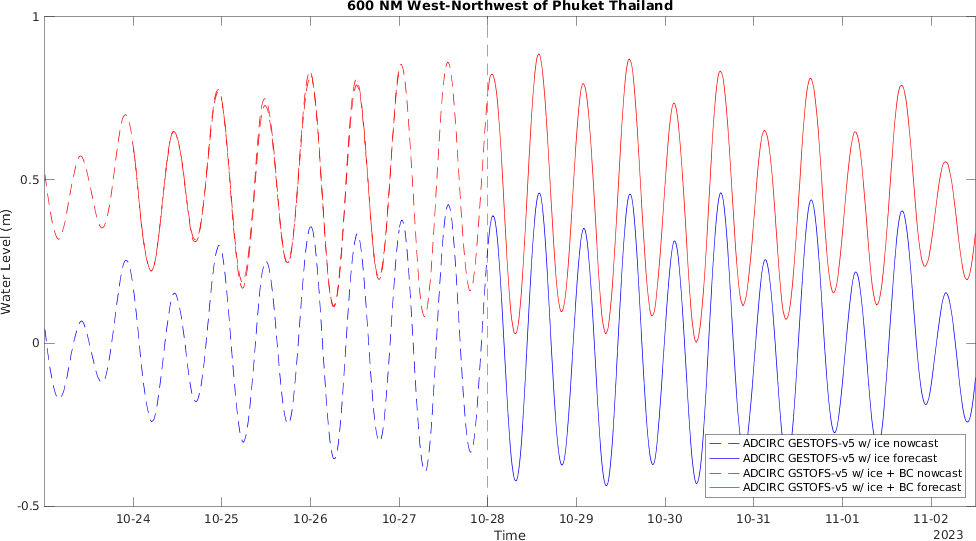 600 NM West-Northwest of Phuket Thailand
1
0.5
0
-0.5
Water Level (m)
10-24
10-25
10-26
10-27
10-28
10-29
10-30
10-31
11-01
11-02
Time
2023
ADCIRC GESTOFS-v5 w/ ice nowcast
ADCIRC GESTOFS-v5 w/ ice forecast
ADCIRC GSTOFS-v5 w/ ice + BC nowcast
ADCIRC GSTOFS-v5 w/ ice + BC forecast